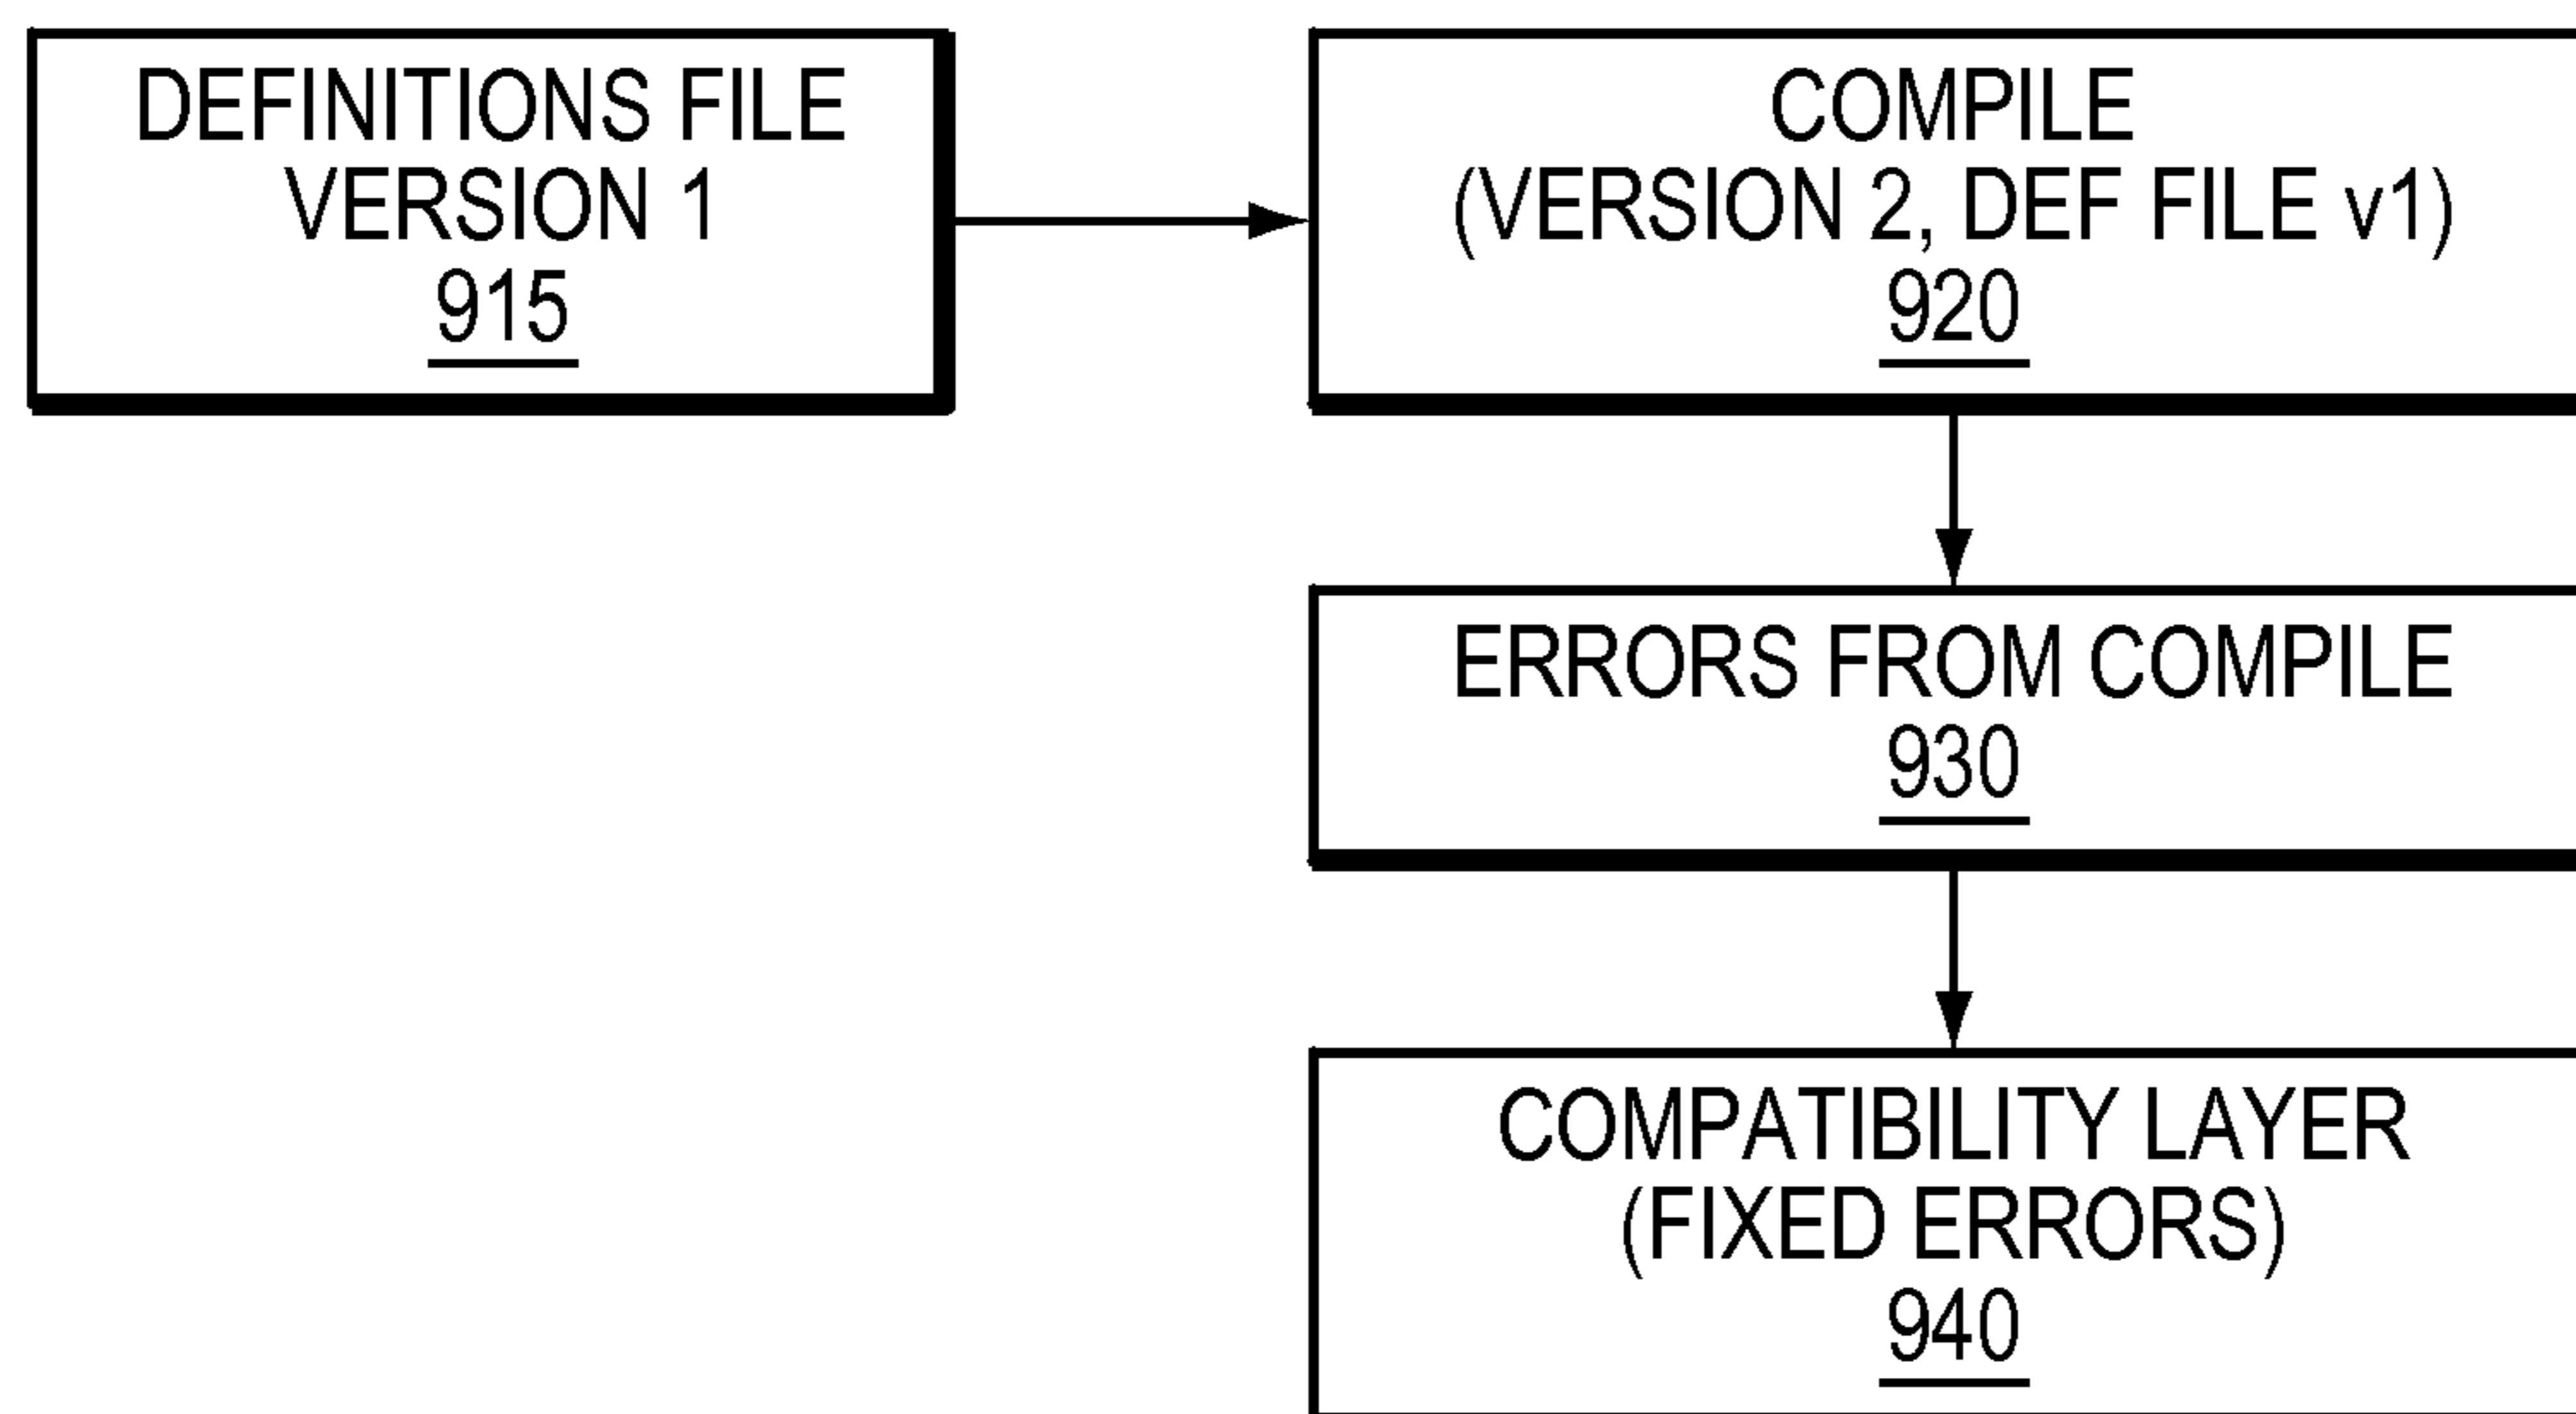 DEFINITIONS FILE
VERSION 1
915
COMPILE
(VERSION 2, DEF FILE v1)
920
ERRORS FROM COMPILE
930
COMPATIBILITY LAYER
(FIXED ERRORS)
940